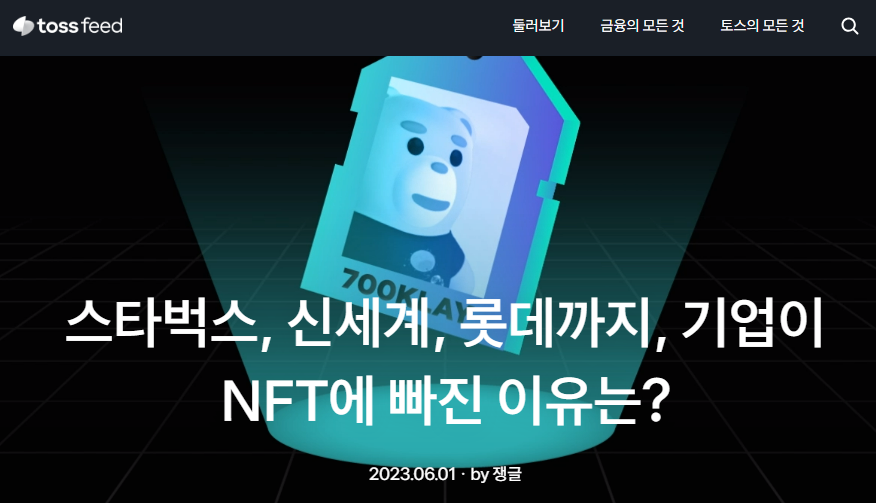 toss feed
둘러보기
금융의 모든 것
토스의 모든 것
700KLAY
스타벅스, 신세계, 롯데까지, 기업이
NFT에 빠진 이유는?
2023.06.01 · by 쟁글